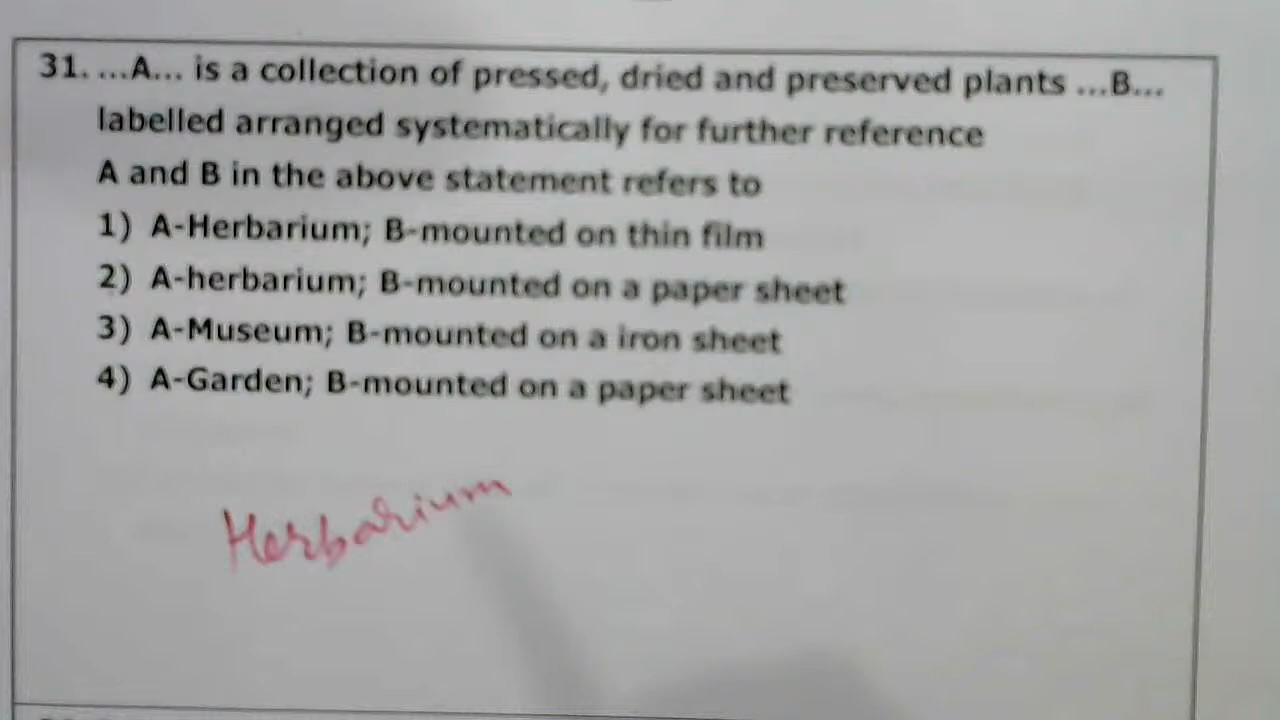 31. ...A... is a collection of pressed, dried and preserved plants ...B...
labelled arranged systematically for further reference
A and B in the above statement refers to
1) A-Herbarium; B-mounted on thin film
2) A-herbarium; B-mounted on a paper sheet
3) A-Museum; B-mounted on a iron sheet
4) A-Garden; B-mounted on a paper sheet
Herbarium